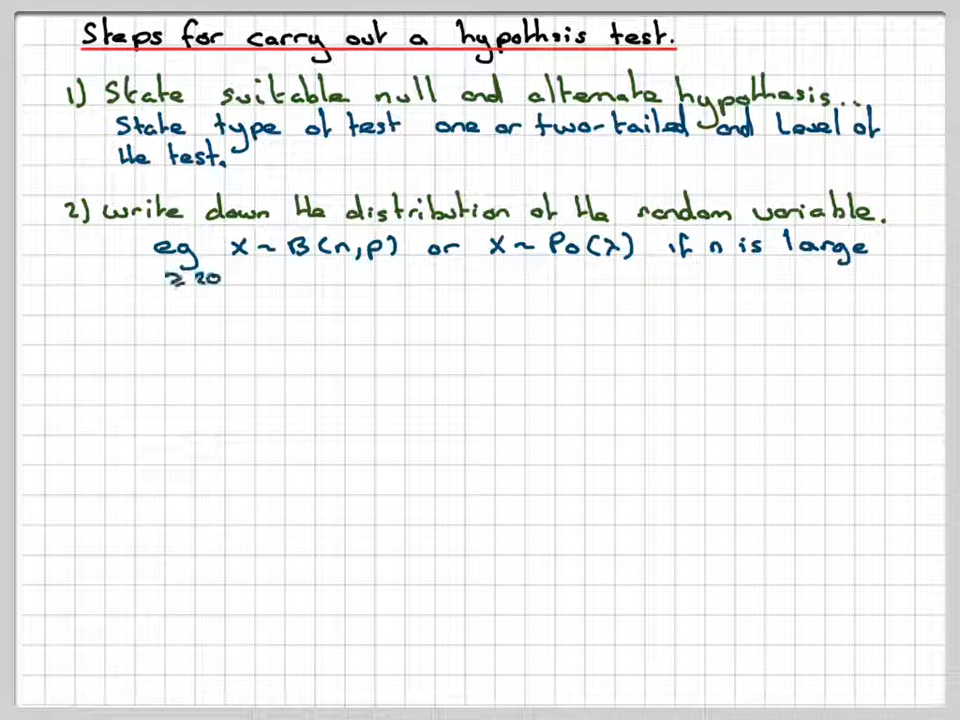 Steps for carry out a hypothsis test.
1) State suitable null and alternate hypothesis...
State type of test one or two-tailed and level of
the test.
2) Write down the distribution of the random variable.
eg X ~ B(n,p) or X ~ Po(λ) if n is large
≥ 20